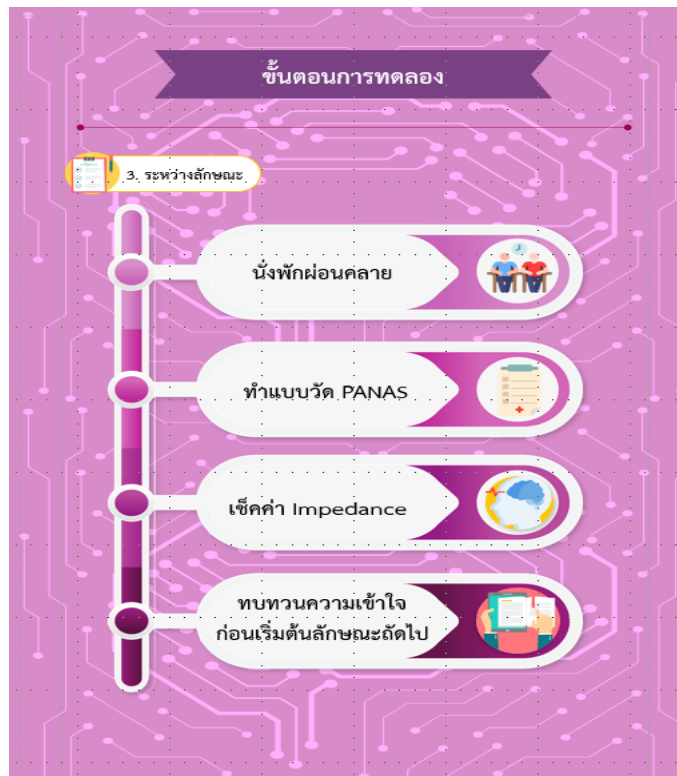 ขั้นตอนการทดลอง
3. ระหว่างลักษณะ
นั่งพักผ่อนคลาย
ทำแบบวัด PANAS
เช็คค่า Impedance
ทบทวนความเข้าใจ
ก่อนเริ่มต้นลักษณะถัดไป